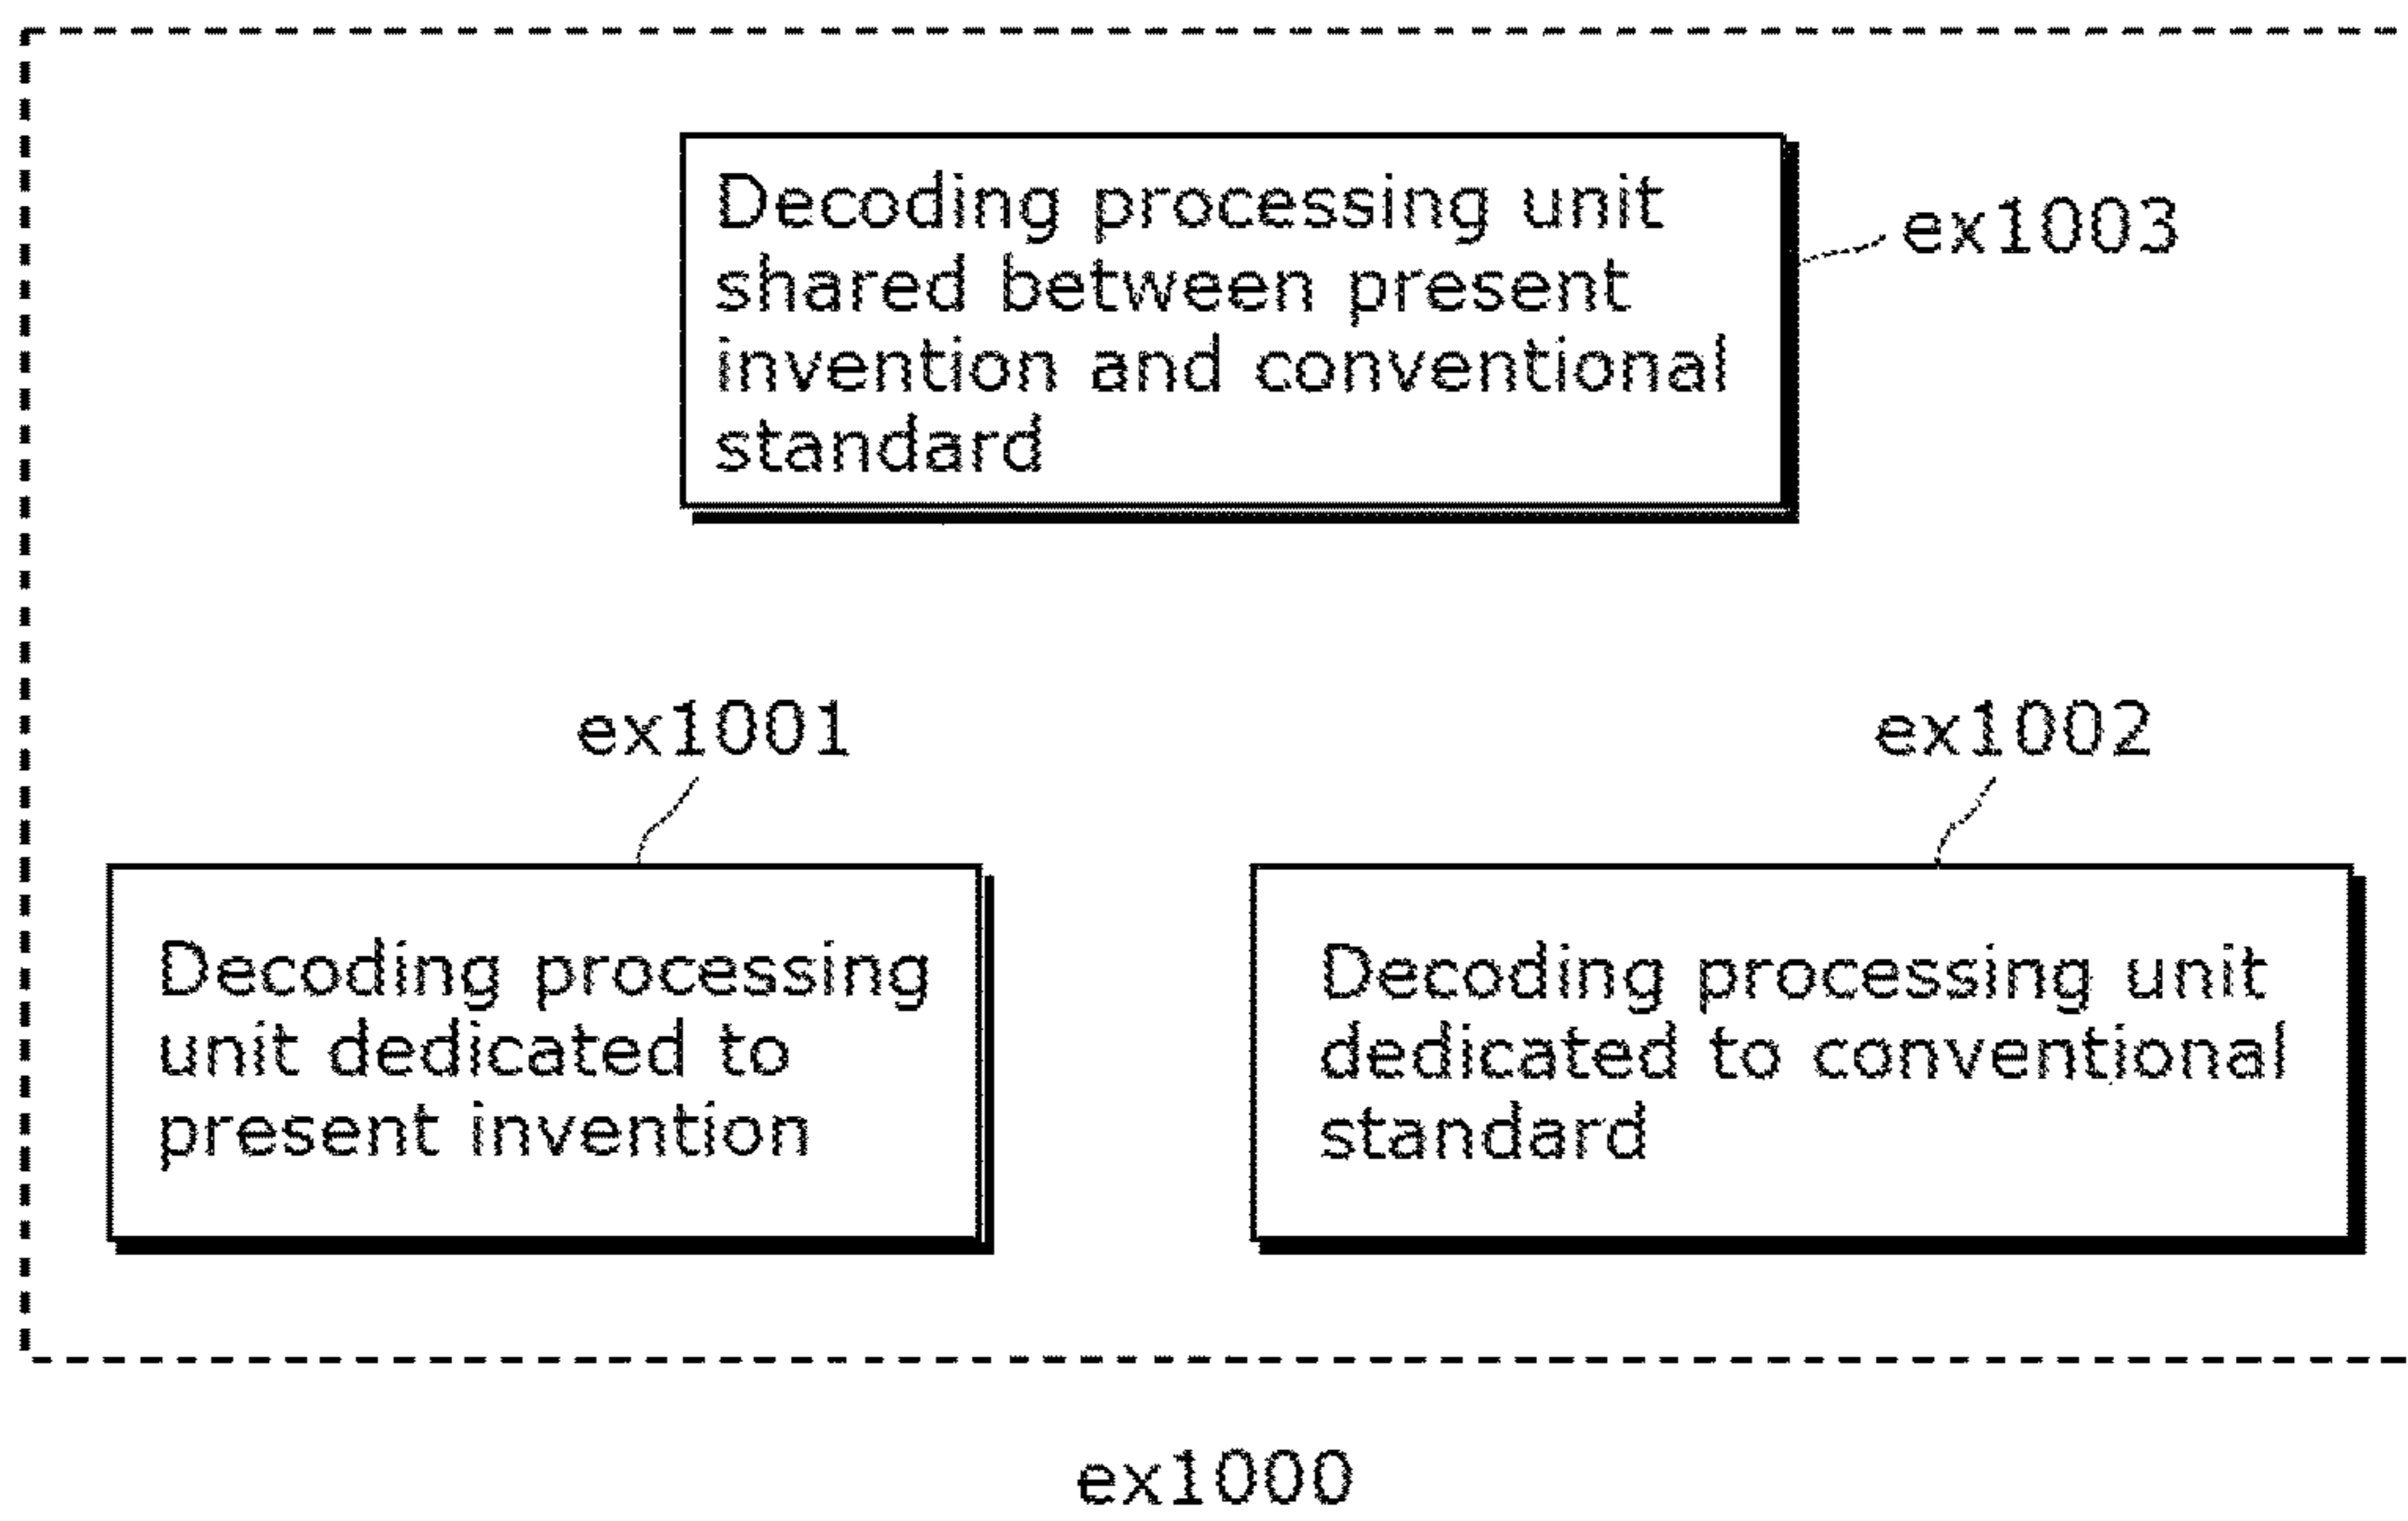 Decoding processing unit
shared between present
invention and conventional
standard
ex1003
ex1001
ex1002
Decoding processing
unit dedicated to
present invention
Decoding processing unit
dedicated to conventional
standard
ex1000